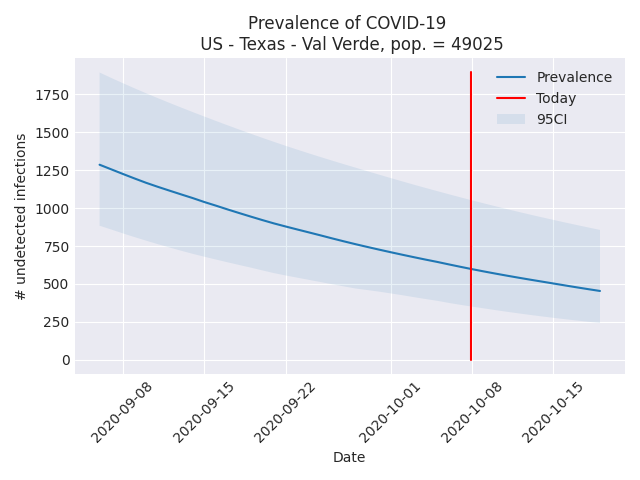 Prevalence of COVID-19
US - Texas - Val Verde, pop. = 49025
Prevalence
Today
95CI
# undetected infections
1750
1500
1250
1000
750
500
250
0
2020-09-08
2020-09-15
2020-09-22
2020-10-01
2020-10-08
2020-10-15
Date